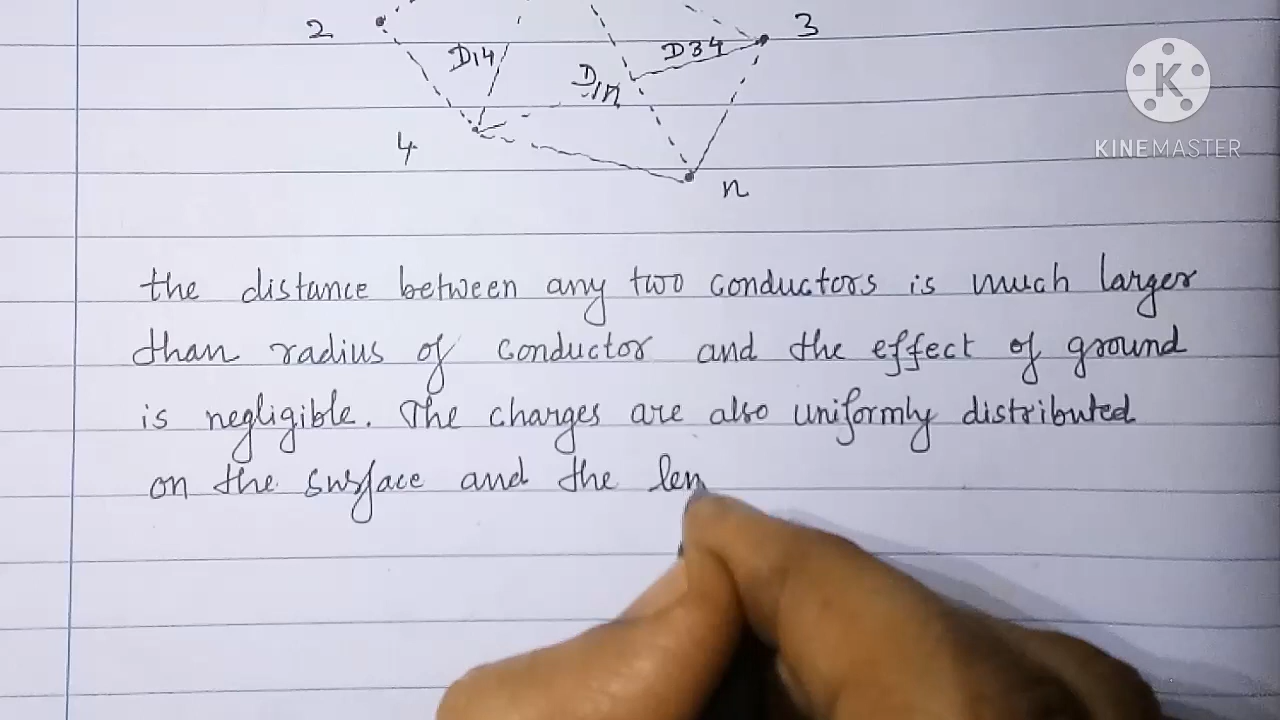 2
3
D14
D34
D1n
4
n
K
KINEMASTER
the distance between any two conductors is much larger
than radius of conductor and the effect of ground
is negligible. The charges are also uniformly distributed
on the surface and the len